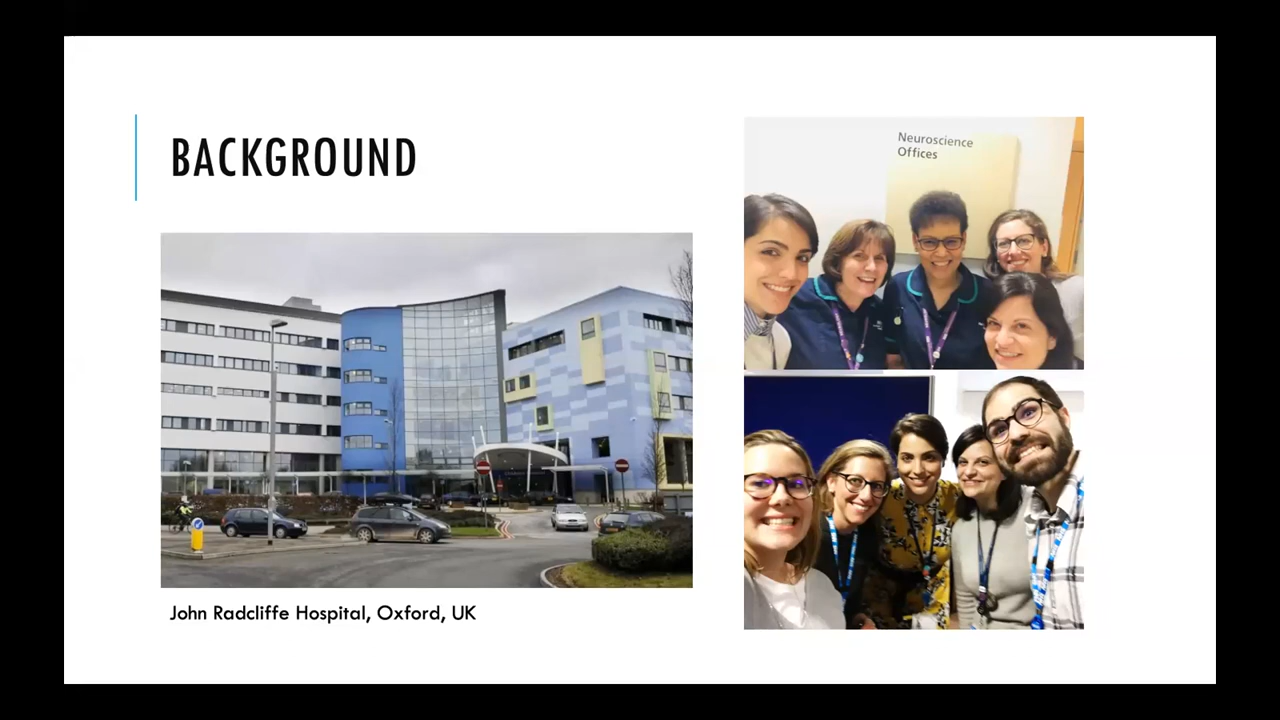 BACKGROUND
Neuroscience
Offices
John Radcliffe Hospital, Oxford, UK